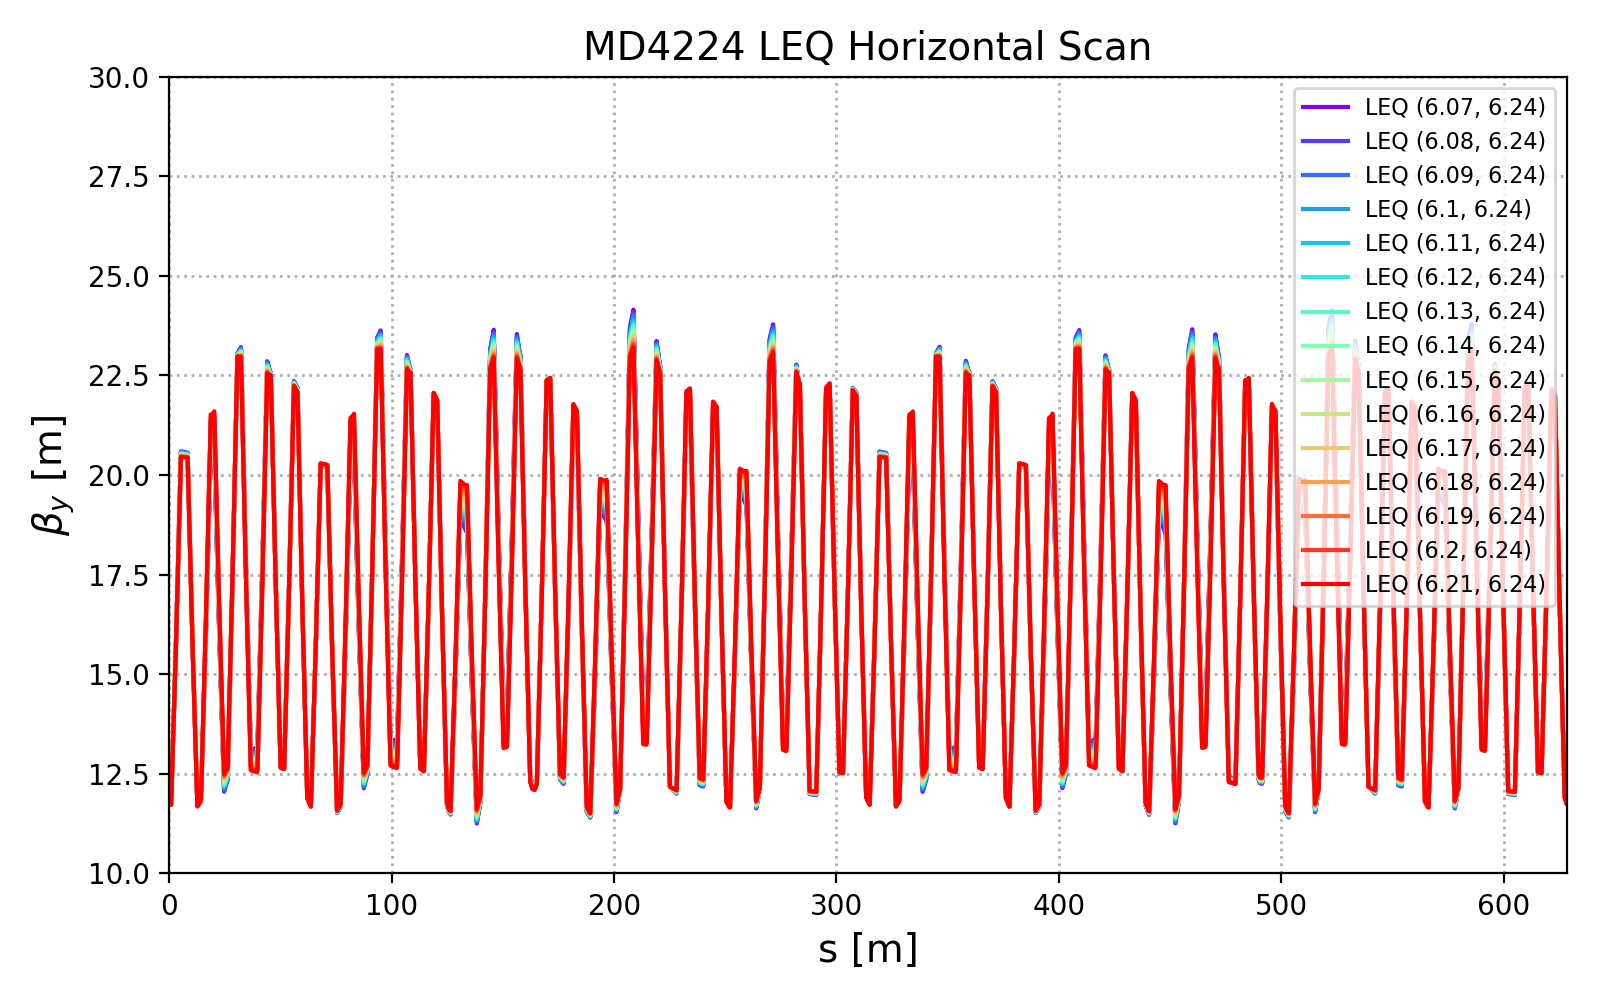 MD4224 LEQ Horizontal Scan
30.0
27.5
25.0
22.5
20.0
17.5
15.0
12.5
10.0
βy [m]
LEQ (6.07, 6.24)
LEQ (6.08, 6.24)
LEQ (6.09, 6.24)
LEQ (6.1, 6.24)
LEQ (6.11, 6.24)
LEQ (6.12, 6.24)
LEQ (6.13, 6.24)
LEQ (6.14, 6.24)
LEQ (6.15, 6.24)
LEQ (6.16, 6.24)
LEQ (6.17, 6.24)
LEQ (6.18, 6.24)
LEQ (6.19, 6.24)
LEQ (6.2, 6.24)
LEQ (6.21, 6.24)
0 100 200 300 400 500 600
s [m]